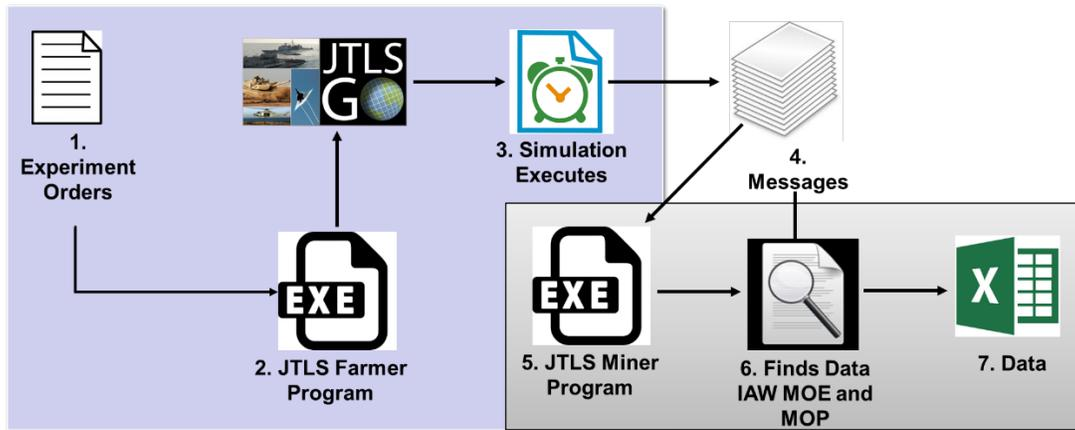 1.
Experiment
Orders
JTLS
GO
3. Simulation
Executes
4.
Messages
EXE
2. JTLS Farmer
Program
EXE
5. JTLS Miner
Program
6. Finds Data
IAW MOE and
MOP
X
7. Data